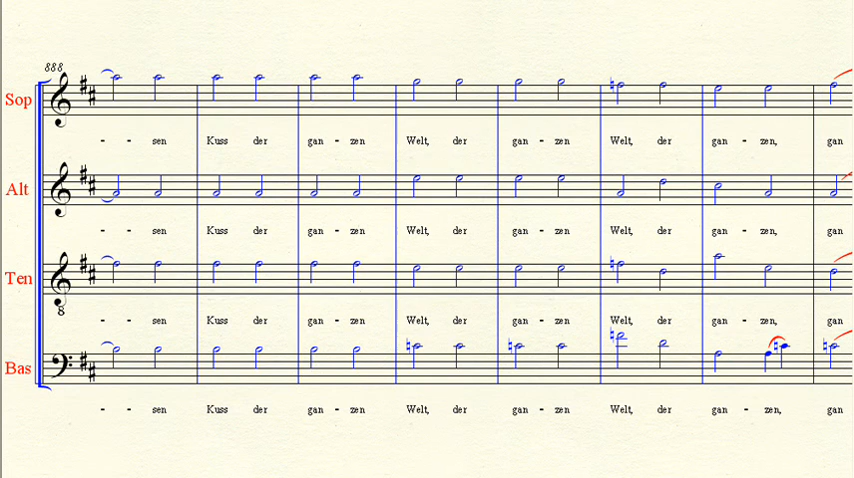 888
Sop
- - sen Kuss der gan - zen Welt, der gan - zen Welt, der gan - zen, gan
Alt
- - sen Kuss der gan - zen Welt, der gan - zen Welt, der gan - zen, gan
Ten
8
- - sen Kuss der gan - zen Welt, der gan - zen Welt, der gan - zen, gan
Bas
- - sen Kuss der gan - zen Welt, der gan - zen Welt, der gan - zen, gan